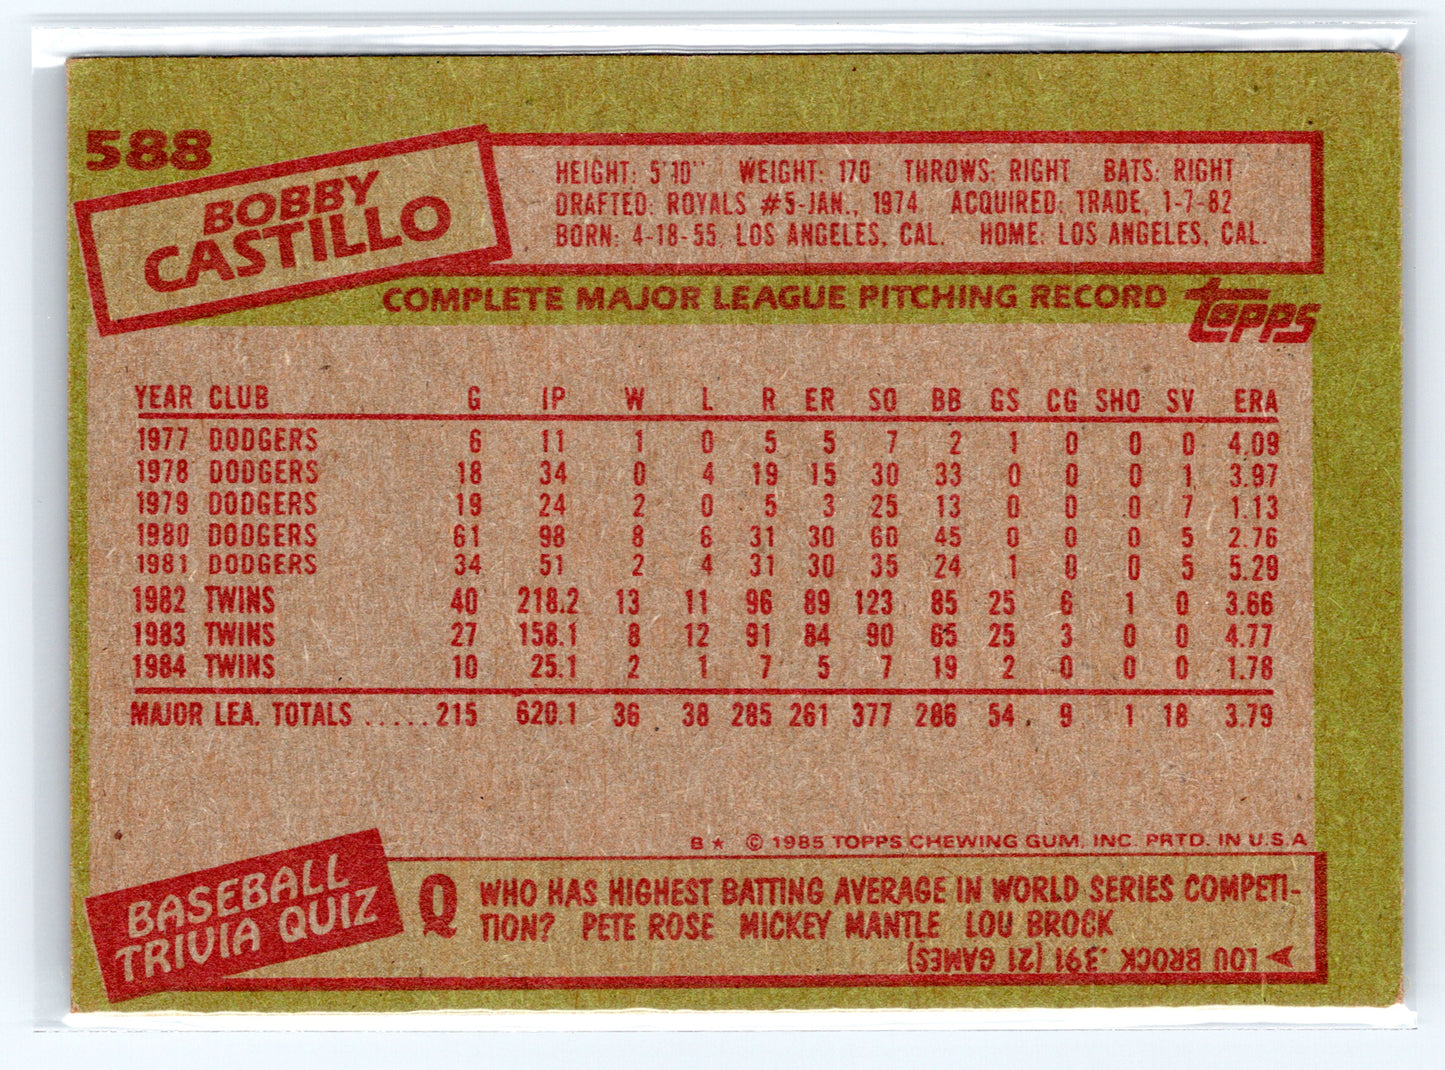 588
BOBBY
CASTILLO
HEIGHT: 5'10" WEIGHT: 170 THROWS: RIGHT BATS: RIGHT
DRAFTED: ROYALS #5-JAN., 1974 ACQUIRED: TRADE, 1-7-82
BORN: 4-18-55, LOS ANGELES, CAL. HOME: LOS ANGELES, CAL.
COMPLETE MAJOR LEAGUE PITCHING RECORD
topps
YEAR CLUB G IP W L R ER SO BB GS CG SHO SV ERA
1977 DODGERS 6 11 1 0 5 5 7 2 1 0 0 0 4.09
1978 DODGERS 18 34 0 4 19 15 30 33 0 0 0 1 3.97
1979 DODGERS 19 24 2 0 5 3 25 13 0 0 0 7 1.13
1980 DODGERS 61 98 8 6 31 30 60 45 0 0 0 5 2.76
1981 DODGERS 34 51 2 4 31 30 35 24 1 0 0 5 5.29
1982 TWINS 40 218.2 13 11 96 89 123 85 25 6 1 0 3.66
1983 TWINS 27 158.1 8 12 91 84 90 65 25 3 0 0 4.77
1984 TWINS 10 25.1 2 1 7 5 7 19 2 0 0 0 1.78
MAJOR LEA. TOTALS .....215 620.1 36 38 285 261 377 286 54 9 1 18 3.79
B★ © 1985 TOPPS CHEWING GUM, INC. PRTD. IN U.S.A
BASEBALL
TRIVIA QUIZ
Q WHO HAS HIGHEST BATTING AVERAGE IN WORLD SERIES COMPETI-
TION? PETE ROSE MICKEY MANTLE LOU BROCK
LOU BROCK .391 (21 GAMES)